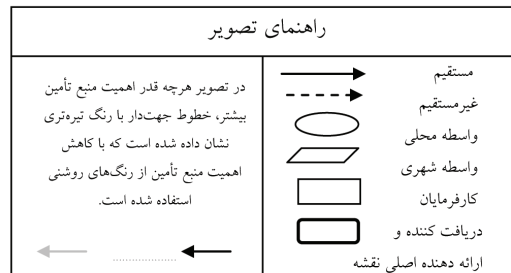 راهنمای تصویر
مستقیم
غیرمستقیم
واسطه محلی
واسطه شهری
کارفرمایان
دریافت کننده و
ارائه دهنده اصلی نقشه
در تصویر هرچه قدر اهمیت منبع تأمین
بیشتر، خطوط جهت‌دار با رنگ تیره‌تری
نشان داده شده است که با کاهش
اهمیت منبع تأمین از رنگ‌های روشنی
استفاده شده است.